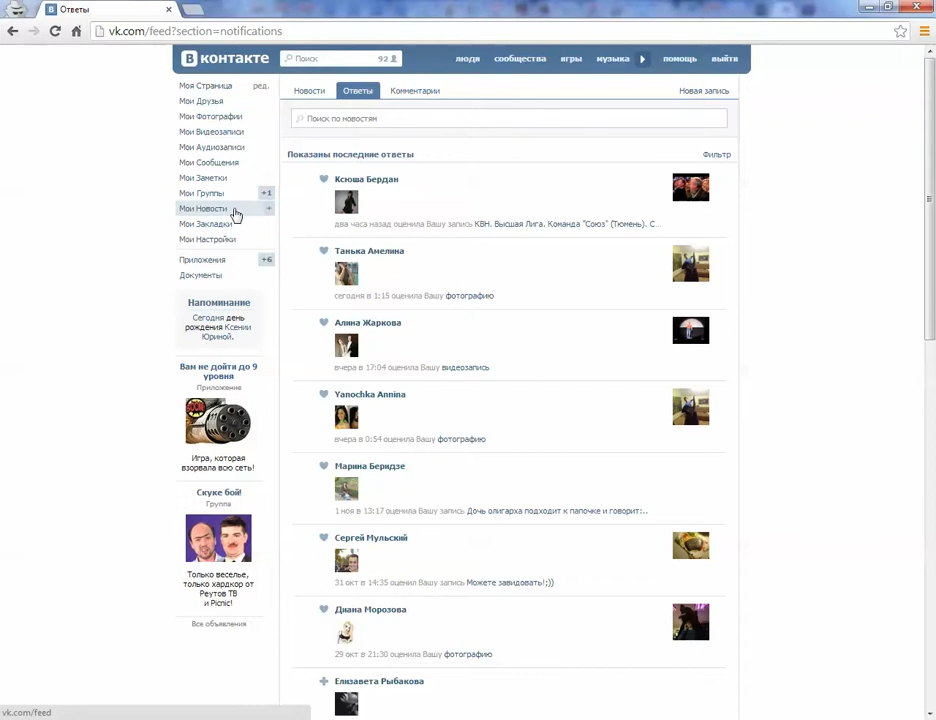 Ответы
vk.com/feed?section=notifications
В контакте
Поиск
92
люди
сообщества
игры
музыка
помощь
выйти
Моя Страница
ред.
Мои Друзья
Мои Фотографии
Мои Видеозаписи
Мои Аудиозаписи
Мои Сообщения
Мои Заметки
Мои Группы
+1
Мои Новости
+
Мои Закладки
Мои Настройки
Приложения
+6
Документы
Напоминание
Сегодня день
рождения Ксении
Юриной.
Вам не дойти до 9
уровня
Приложение
Игра, которая
взорвала всю сеть!
Скуке бой!
Группа
Только веселье,
только хардкор от
Реутов ТВ
и Picnic!
Все объявления
Новости
Ответы
Комментарии
Новая запись
Поиск по новостям
Показаны последние ответы
Фильтр
Ксюша Бердан
два часа назад оценила Вашу запись КВН. Высшая Лига. Команда "Союз" (Тюмень). С...
Танька Амелина
сегодня в 1:15 оценила Вашу фотографию
Алина Жаркова
вчера в 17:04 оценила Вашу видеозапись
Yanochka Annina
вчера в 0:54 оценила Вашу фотографию
Марина Беридзе
1 ноя в 13:17 оценила Вашу запись Дочь олигарха подходит к папочке и говорит:..
Сергей Мульский
31 окт в 14:35 оценил Вашу запись Можете завидовать!;))
Диана Морозова
29 окт в 21:30 оценила Вашу фотографию
Елизавета Рыбакова
vk.com/feed